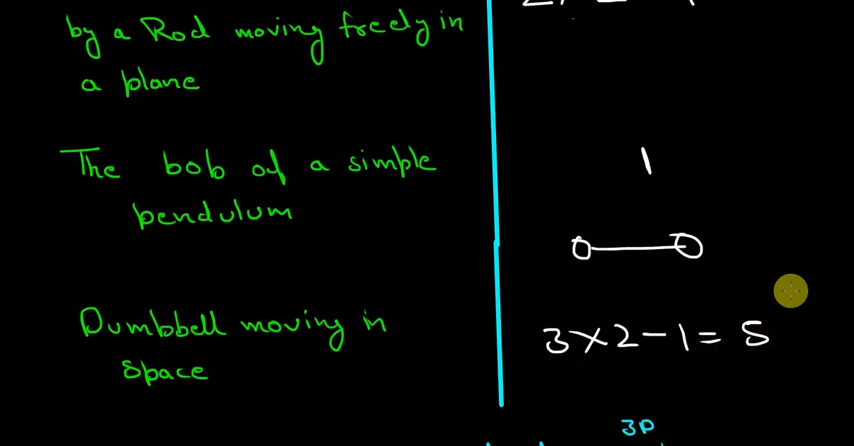 by a Rod moving freely in
a plane
The bob of a simple
pendulum
1
Dumbbell moving in
space
3×2-1= 5
3D